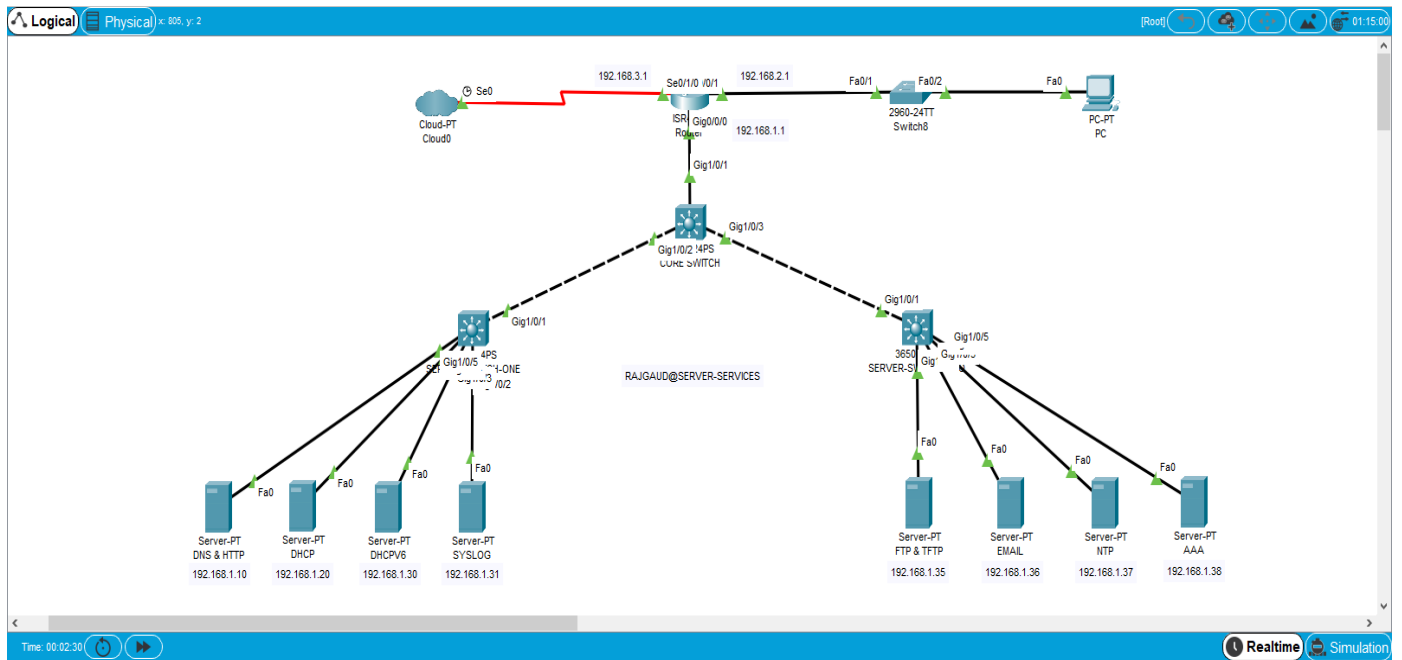 Logical
Physical
x: 805, y: 2
[Root]
01:15:00
192.168.3.1
Se0/1/0
192.168.2.1
Se0
Fa0/1
Fa0/2
Fa0
Cloud-PT
Cloud0
Gig0/0/0
192.168.1.1
2960-24TT
Switch8
PC-PT
PC
Gig1/0/1
Gig1/0/3
Gig1/0/2
CORE SWITCH
Gig1/0/1
Gig1/0/1
Gig1/0/5
Gig1/0/5
3650
RAJGAUD@SERVER-SERVICES
Fa0
Fa0
Fa0
Fa0
Fa0
Fa0
Fa0
Fa0
Server-PT
DNS & HTTP
192.168.1.10
Server-PT
DHCP
192.168.1.20
Server-PT
DHCPV6
192.168.1.30
Server-PT
SYSLOG
192.168.1.31
Server-PT
FTP & TFTP
192.168.1.35
Server-PT
EMAIL
192.168.1.36
Server-PT
NTP
192.168.1.37
Server-PT
AAA
192.168.1.38
Time: 00:02:30
Realtime
Simulation